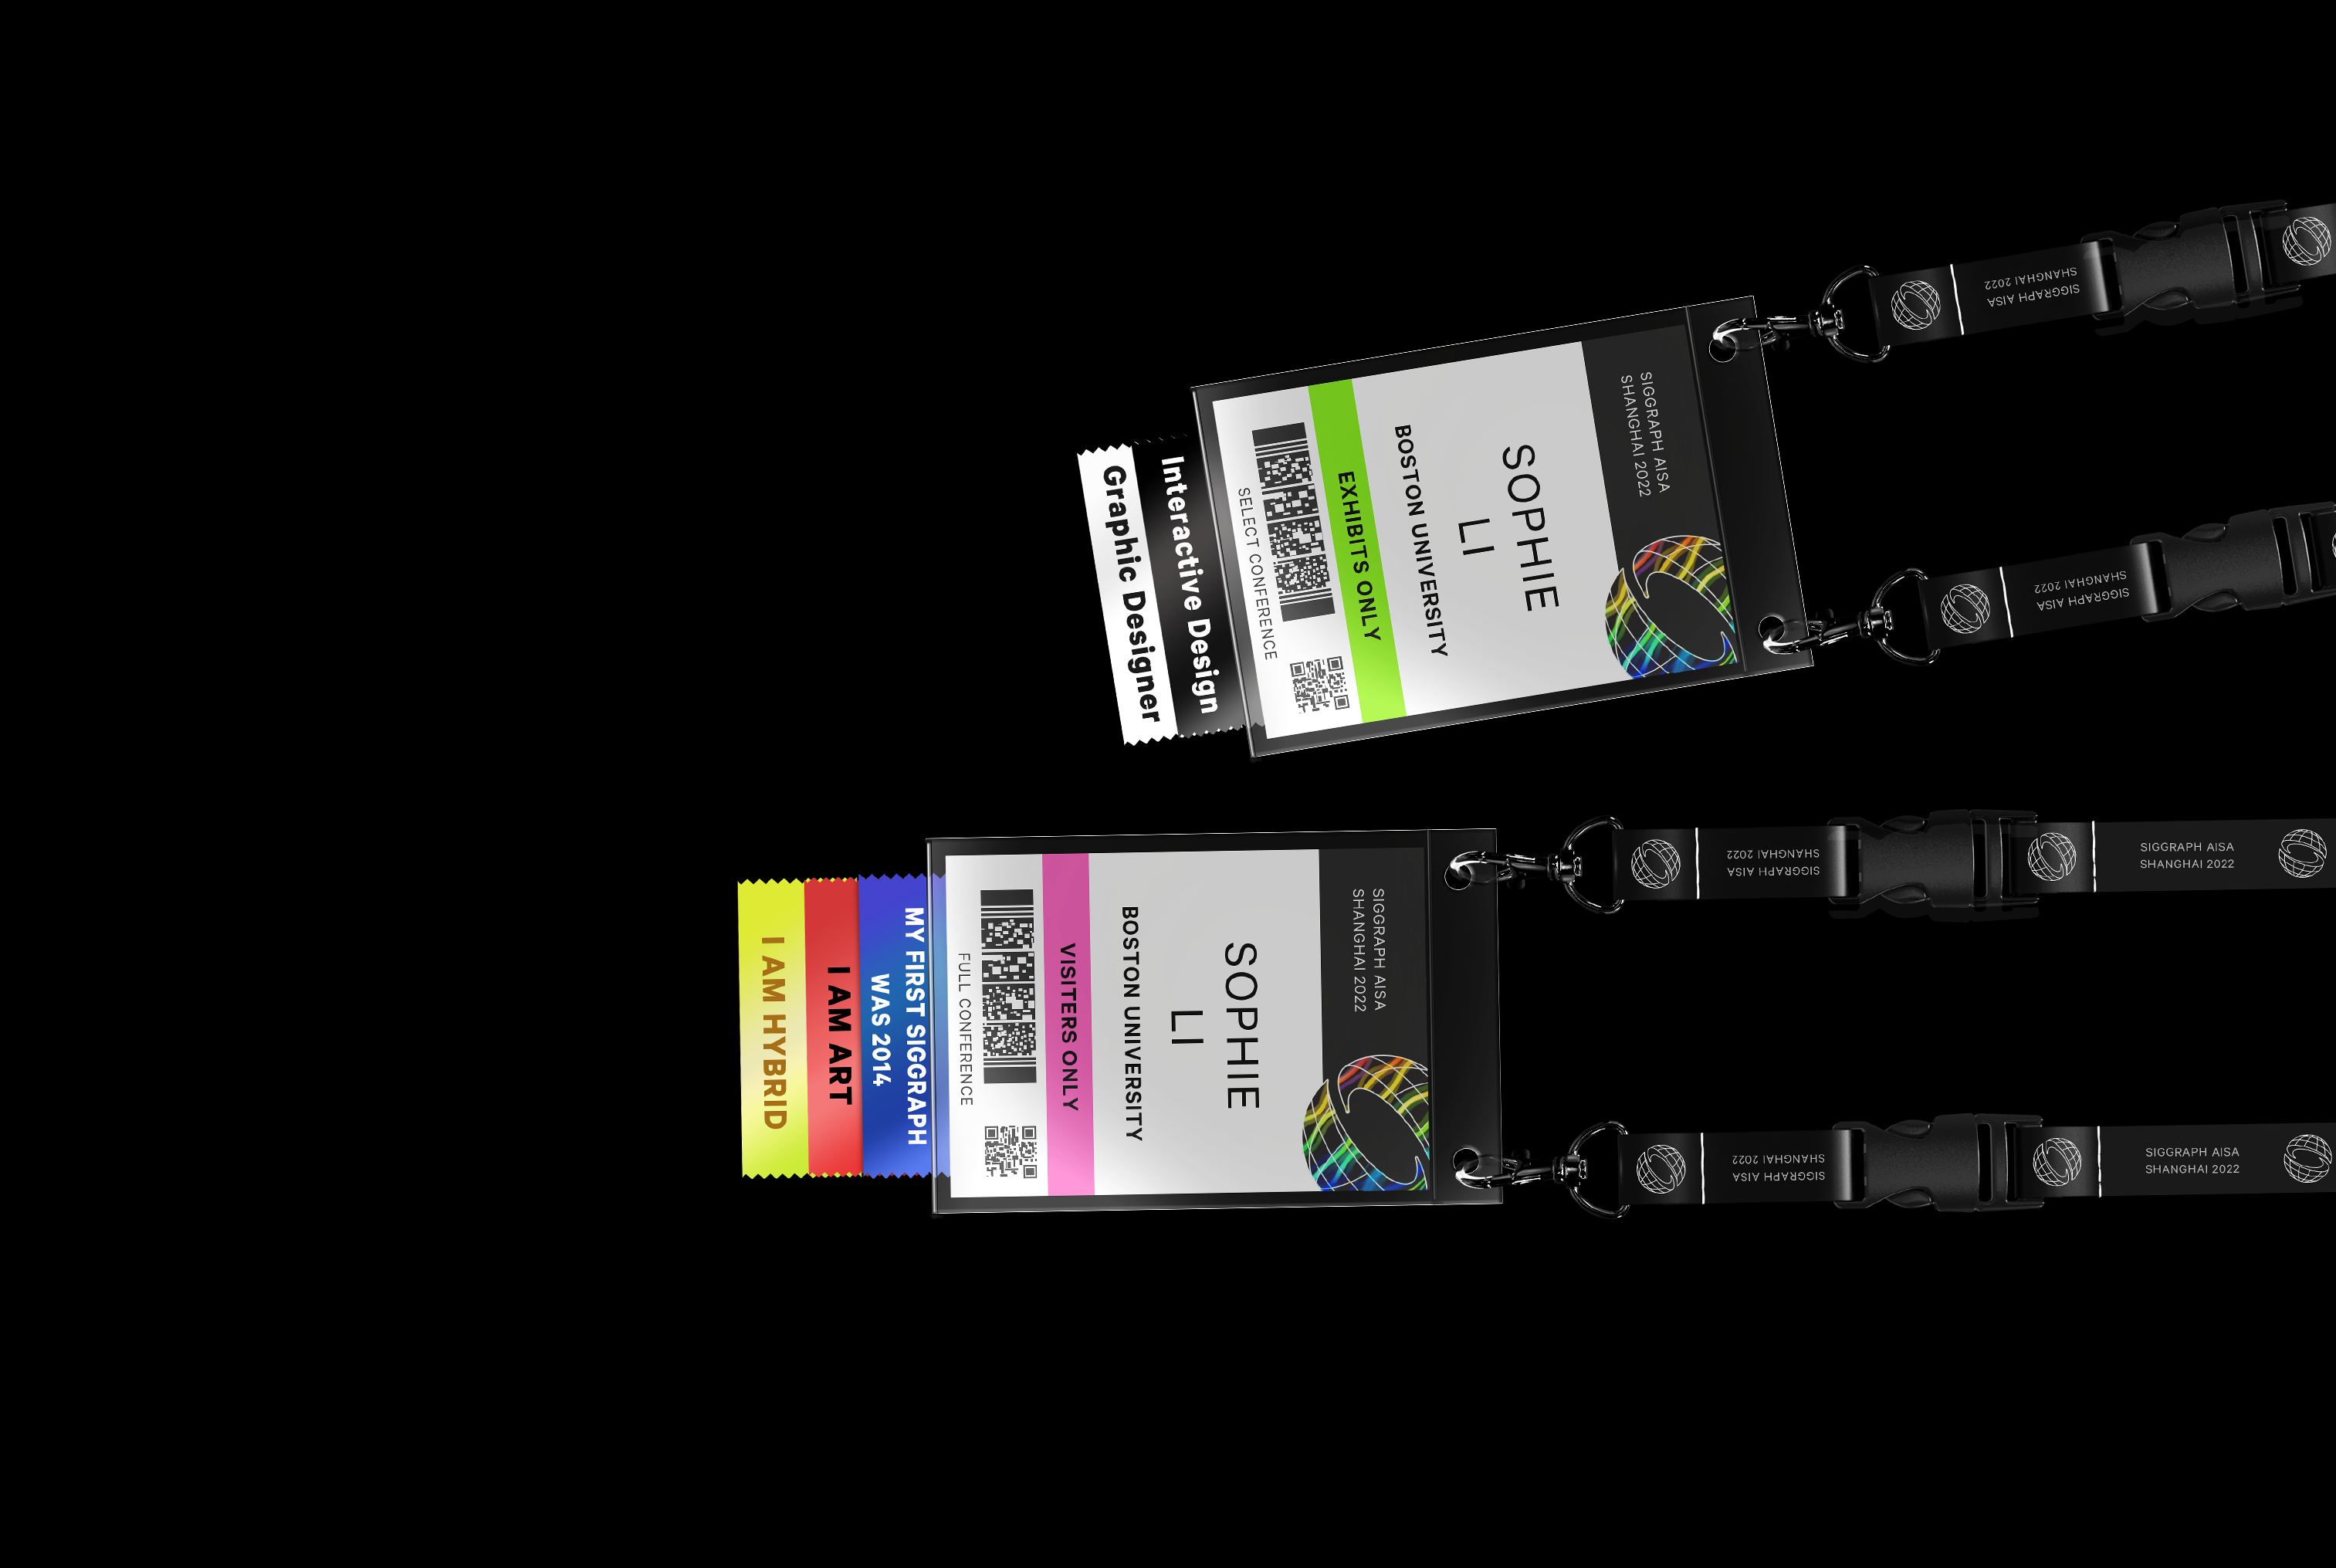 SIGGRAPH AISA
SHANGHAI 2022
SOPHIE
LI
BOSTON UNIVERSITY
EXHIBITS ONLY
SELECT CONFERENCE
Interactive Design
Graphic Designer
SIGGRAPH AISA
SHANGHAI 2022
SIGGRAPH AISA
SHANGHAI 2022
SIGGRAPH AISA
SHANGHAI 2022
SOPHIE
LI
BOSTON UNIVERSITY
VISITERS ONLY
FULL CONFERENCE
MY FIRST SIGGRAPH
WAS 2014
I AM ART
I AM HYBRID
SIGGRAPH AISA
SHANGHAI 2022
SIGGRAPH AISA
SHANGHAI 2022
SIGGRAPH AISA
SHANGHAI 2022
SIGGRAPH AISA
SHANGHAI 2022